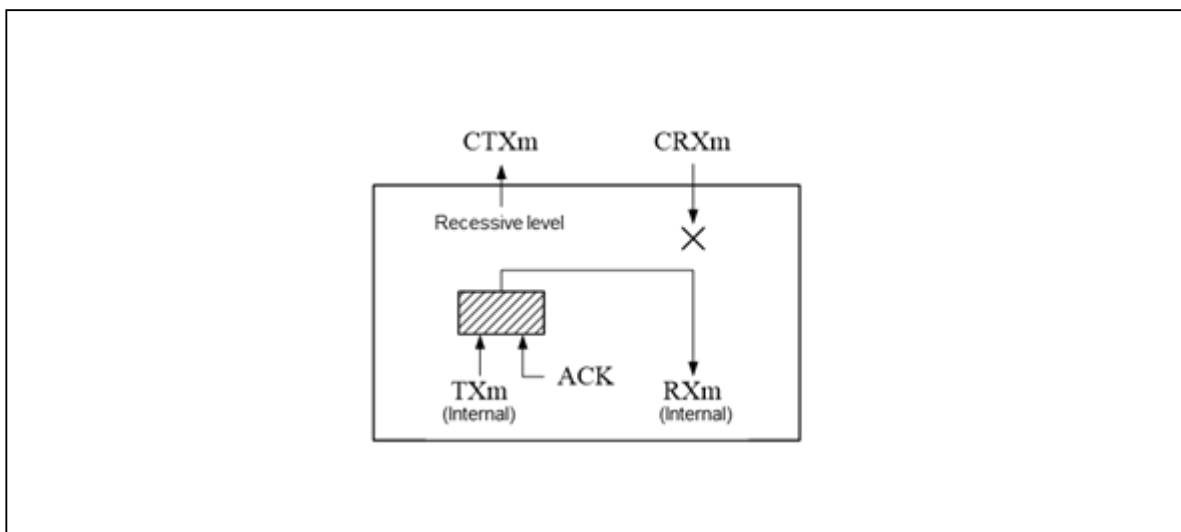 CTXm CRXm
Recessive level
ACK
TXm RXm
(Internal) (Internal)